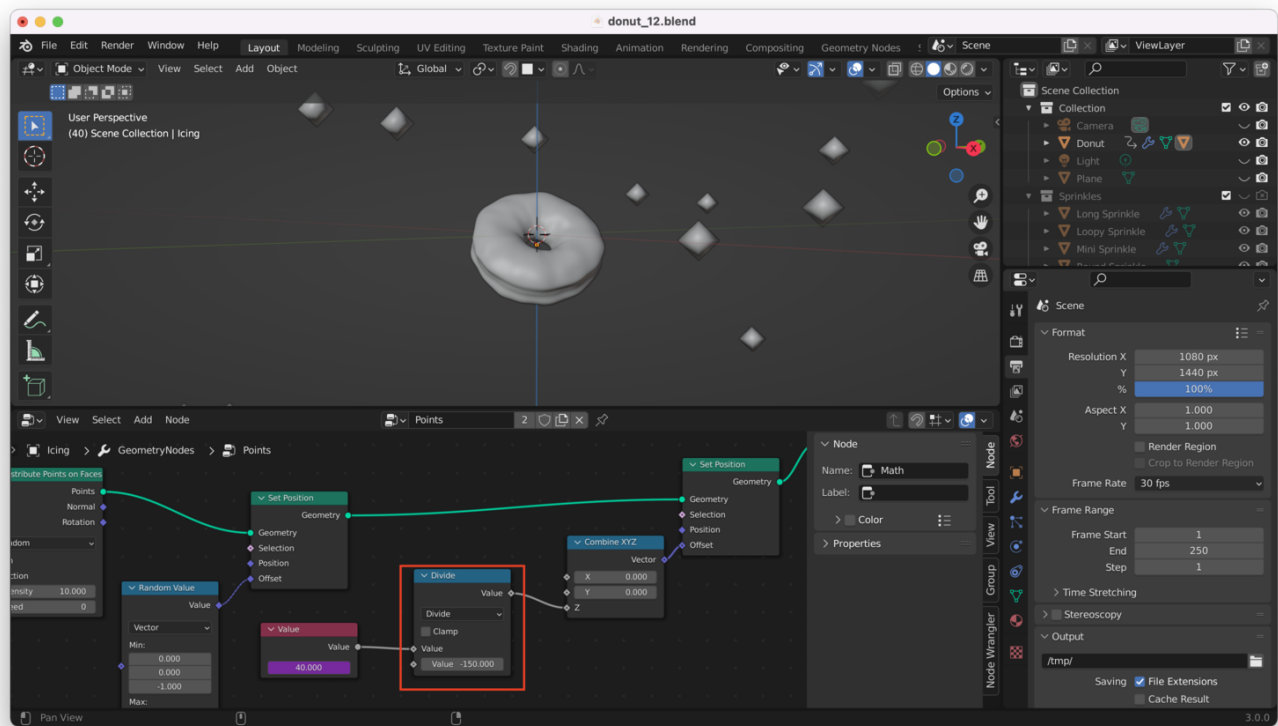 donut_12.blend
File Edit Render Window Help Layout Modeling Sculpting UV Editing Texture Paint Shading Animation Rendering Compositing Geometry Nodes Scene ViewLayer
Object Mode View Select Add Object Global
Options
User Perspective
(40) Scene Collection | Icing
Z
X
Scene Collection
Collection
Camera
Donut
Light
Plane
Sprinkles
Long Sprinkle
Loopy Sprinkle
Mini Sprinkle
Round Sprinkle
Scene
Format
Resolution X 1080 px
Y 1440 px
% 100%
Aspect X 1.000
Y 1.000
Render Region
Crop to Render Region
Frame Rate 30 fps
Frame Range
Frame Start 1
End 250
Step 1
Time Stretching
Stereoscopy
Output
/tmp/
Saving File Extensions
Cache Result
View Select Add Node Points 2
Icing > GeometryNodes > Points
stribute Points on Faces
Points
Normal
Rotation
dom
ction
ensity 10.000
eed 0
Set Position
Geometry
Geometry
Selection
Position
Offset
Random Value
Value
Vector
Min:
0.000
0.000
-1.000
Max:
Value
Value
40.000
Divide
Value
Divide
Clamp
Value
Value -150.000
Combine XYZ
Vector
X 0.000
Y 0.000
Z
Set Position
Geometry
Geometry
Selection
Position
Offset
Node
Name: Math
Label:
Color
Properties
Node
Tool
View
Group
Node Wrangler
Pan View
3.0.0